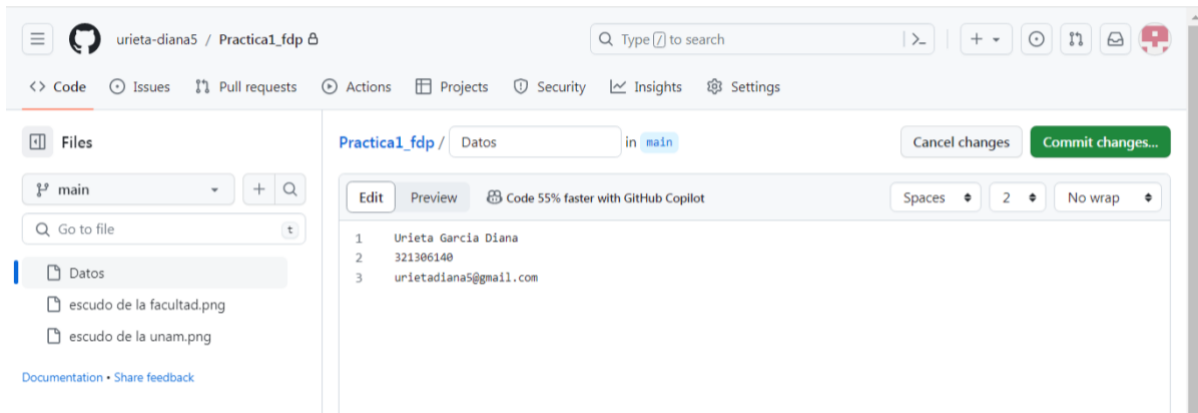 urieta-diana5 / Practica1_fdp
Type / to search
Code Issues Pull requests Actions Projects Security Insights Settings
Files
main
Go to file t
Datos
escudo de la facultad.png
escudo de la unam.png
Documentation • Share feedback
Practica1_fdp / Datos in main
Cancel changes Commit changes...
Edit Preview Code 55% faster with GitHub Copilot Spaces 2 No wrap
1 Urieta Garcia Diana
2 321306140
3 urietadiana5@gmail.com